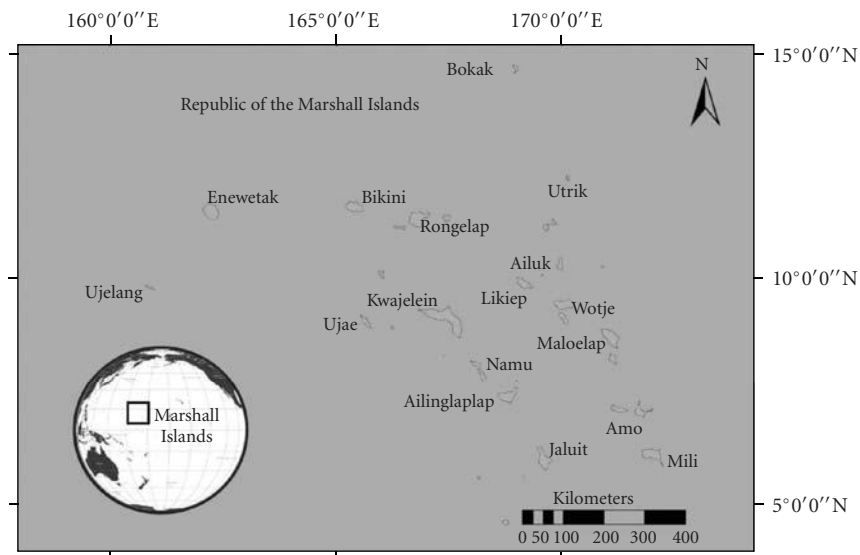 160°0′0″E 165°0′0″E 170°0′0″E
15°0′0″N
Bokak
N
Republic of the Marshall Islands
Utrik
Enewetak
Bikini
Rongelap
Ailuk
10°0′0″N
Ujelang
Kwajelein
Likiep
Wotje
Ujae
Maloelap
Namu
Ailinglaplap
Marshall
Islands
Amo
Jaluit
Mili
Kilometers
5°0′0″N
0 50 100 200 300 400